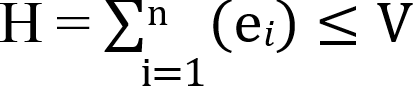 H = ∑ⁿᵢ₌₁ (eᵢ) ≤ V